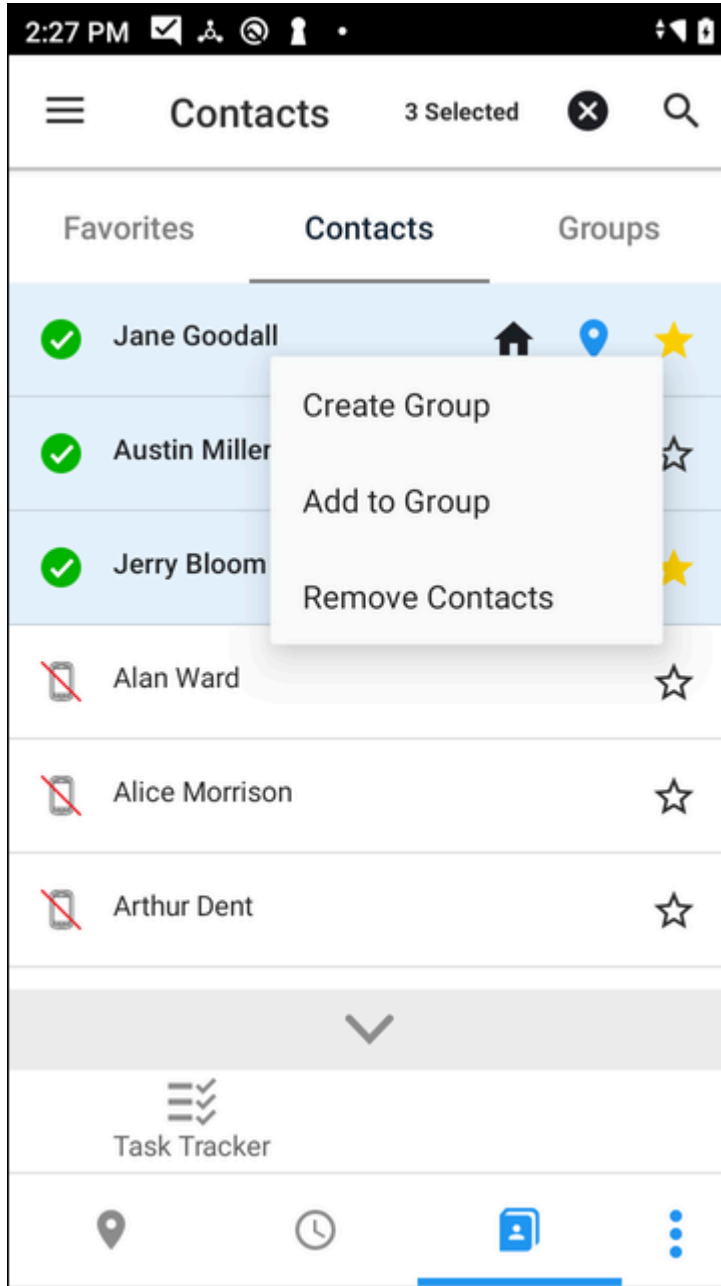 2:27 PM
Contacts 3 Selected
Favorites Contacts Groups
Jane Goodall
Create Group
Austin Miller
Add to Group
Jerry Bloom
Remove Contacts
Alan Ward
Alice Morrison
Arthur Dent
Task Tracker